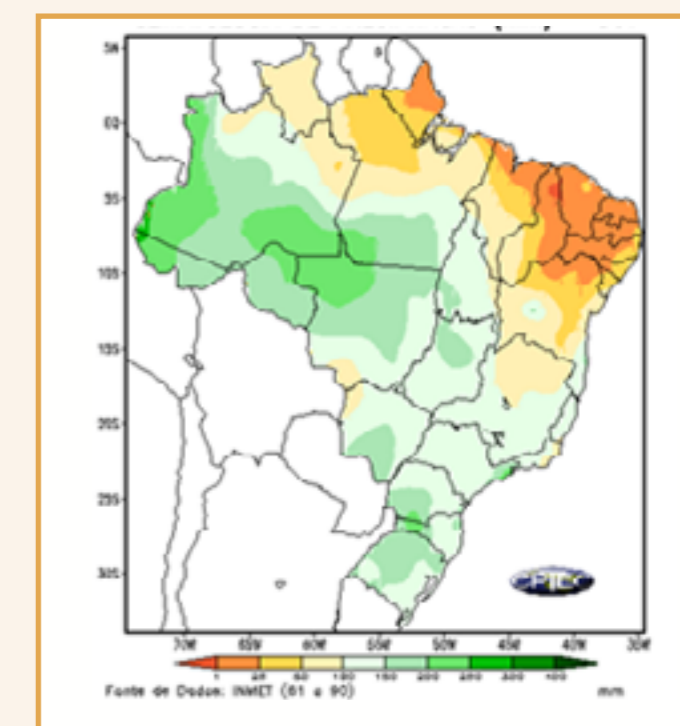 5N
EQ
5S
10S
15S
20S
25S
30S
70W 65W 60W 55W 50W 45W 40W 35W
CPTEC
1 25 50 100 150 200 250 300 400
Fonte de Dados: INMET (61 a 90) mm